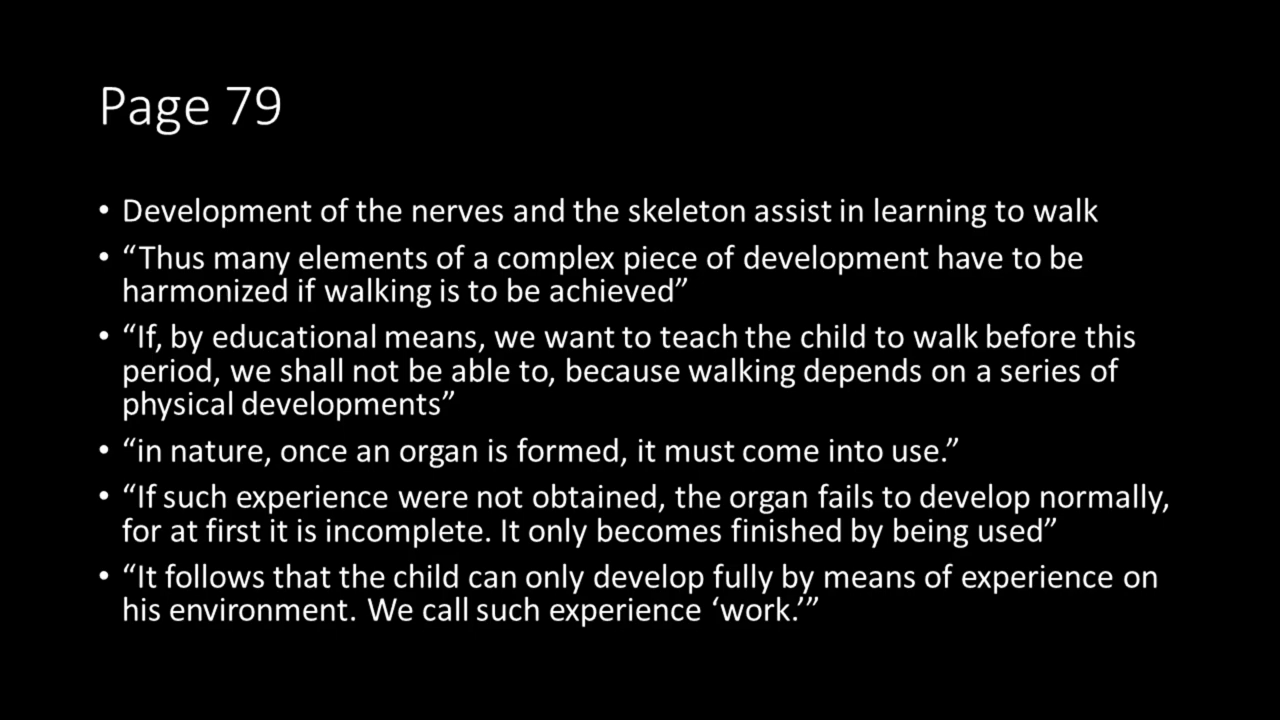 Page 79
• Development of the nerves and the skeleton assist in learning to walk
• “Thus many elements of a complex piece of development have to be
harmonized if walking is to be achieved”
• “If, by educational means, we want to teach the child to walk before this
period, we shall not be able to, because walking depends on a series of
physical developments”
• “in nature, once an organ is formed, it must come into use.”
• “If such experience were not obtained, the organ fails to develop normally,
for at first it is incomplete. It only becomes finished by being used”
• “It follows that the child can only develop fully by means of experience on
his environment. We call such experience ‘work.’”